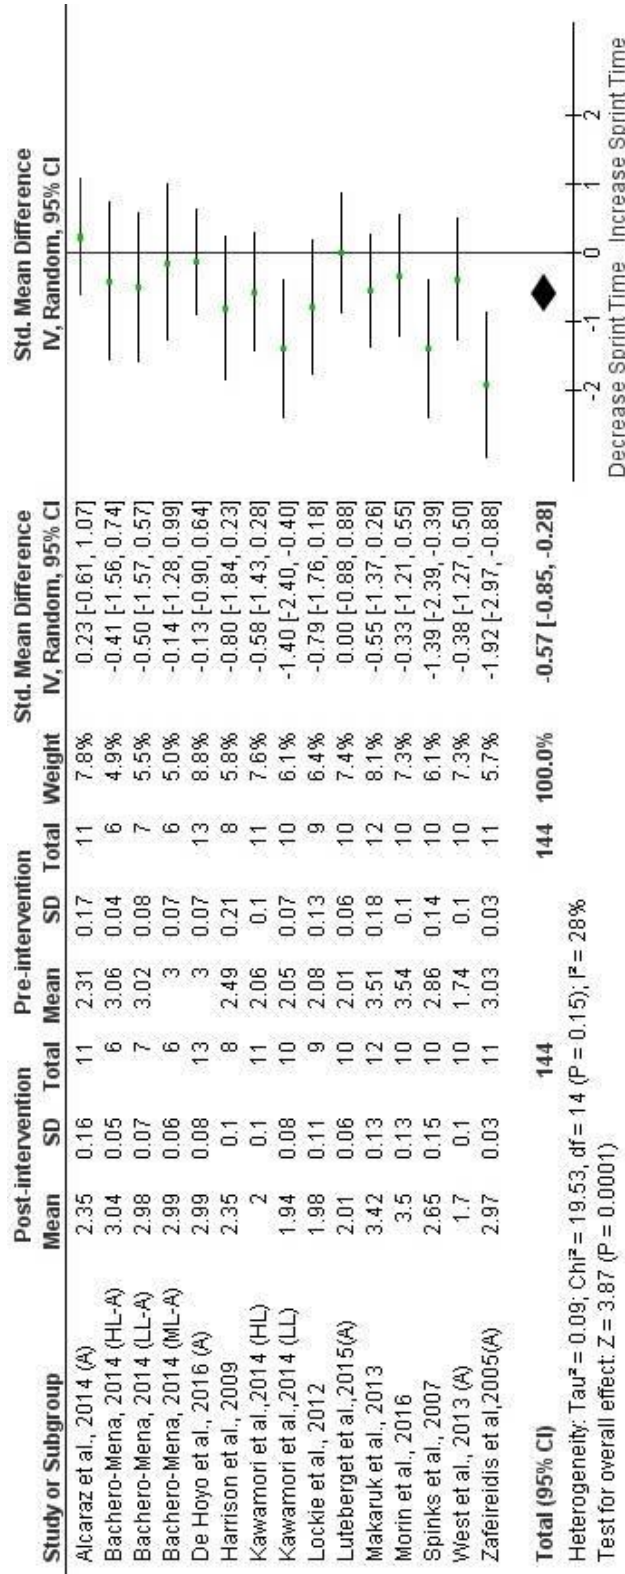 Post-intervention Pre-intervention Std. Mean Difference Std. Mean Difference
Study or Subgroup Mean SD Total Mean SD Total Weight IV, Random, 95% CI IV, Random, 95% CI
Alcaraz et al., 2014 (A) 2.35 0.16 11 2.31 0.17 11 7.8% 0.23 [-0.61, 1.07]
Bachero-Mena, 2014 (HL-A) 3.04 0.05 6 3.06 0.04 6 4.9% -0.41 [-1.56, 0.74]
Bachero-Mena, 2014 (LL-A) 2.98 0.07 7 3.02 0.08 7 5.5% -0.50 [-1.57, 0.57]
Bachero-Mena, 2014 (ML-A) 2.99 0.06 6 3 0.07 6 5.0% -0.14 [-1.28, 0.99]
De Hoyo et al., 2016 (A) 2.99 0.08 13 3 0.07 13 8.8% -0.13 [-0.90, 0.64]
Harrison et al., 2009 2.35 0.1 8 2.49 0.21 8 5.8% -0.80 [-1.84, 0.23]
Kawamori et al.,2014 (HL) 2 0.1 11 2.06 0.1 11 7.6% -0.58 [-1.43, 0.28]
Kawamori et al.,2014 (LL) 1.94 0.08 10 2.05 0.07 10 6.1% -1.40 [-2.40, -0.40]
Lockie et al., 2012 1.98 0.11 9 2.08 0.13 9 6.4% -0.79 [-1.76, 0.18]
Luteberget et al.,2015(A) 2.01 0.06 10 2.01 0.06 10 7.4% 0.00 [-0.88, 0.88]
Makaruk et al., 2013 3.42 0.13 12 3.51 0.18 12 8.1% -0.55 [-1.37, 0.26]
Morin et al., 2016 3.5 0.13 10 3.54 0.1 10 7.3% -0.33 [-1.21, 0.55]
Spinks et al., 2007 2.65 0.15 10 2.86 0.14 10 6.1% -1.39 [-2.39, -0.39]
West et al., 2013 (A) 1.7 0.1 10 1.74 0.1 10 7.3% -0.38 [-1.27, 0.50]
Zafeireidis et al,2005(A) 2.97 0.03 11 3.03 0.03 11 5.7% -1.92 [-2.97, -0.88]
Total (95% CI) 144 144 100.0% -0.57 [-0.85, -0.28]
Heterogeneity: Tau² = 0.09; Chi² = 19.53, df = 14 (P = 0.15); I² = 28%
Test for overall effect: Z = 3.87 (P = 0.0001)
-2 -1 0 1 2
Decrease Sprint Time Increase Sprint Time